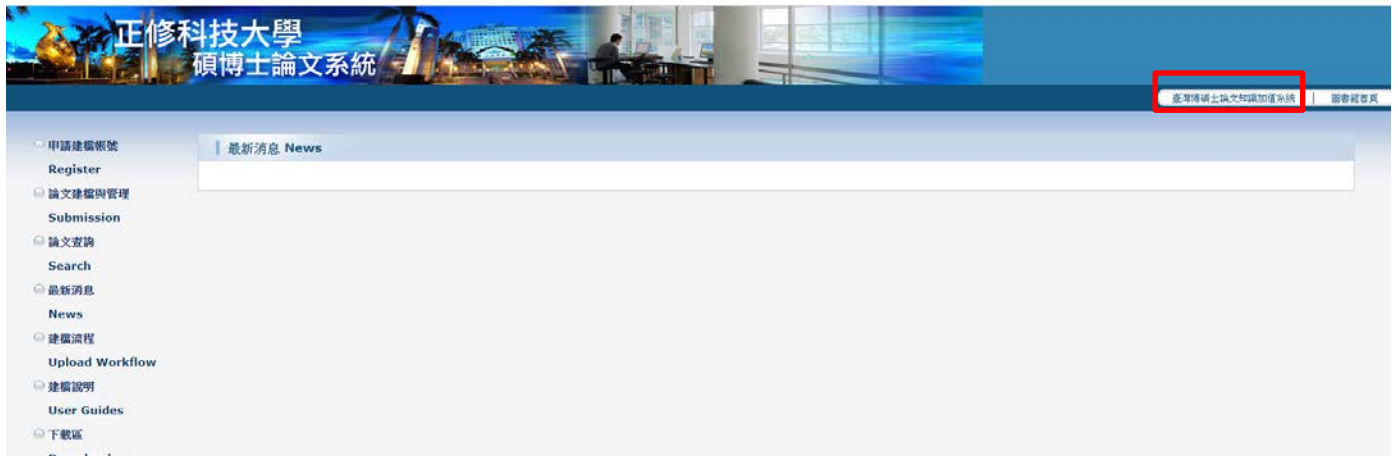 正修科技大學
碩博士論文系統
臺灣博碩士論文知識加值系統 | 圖書館首頁
申請建檔帳號
Register
論文建檔與管理
Submission
論文查詢
Search
最新消息
News
建檔流程
Upload Workflow
建檔說明
User Guides
下載區
最新消息 News